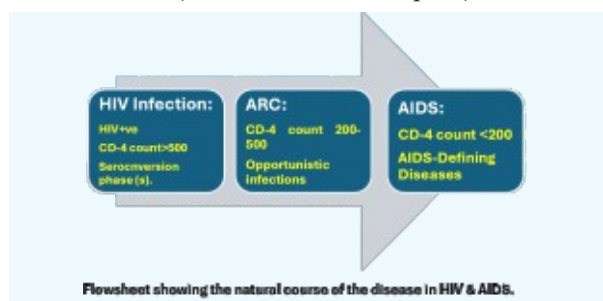 HIV Infection:
HIV+ve
CD-4 count>500
Serocnversion
phase(s).
ARC:
CD-4 count 200-
500
Opportunistic
infections
AIDS:
CD-4 count <200
AIDS-Defining
Diseases
Flowsheet showing the natural course of the disease in HIV & AIDS.